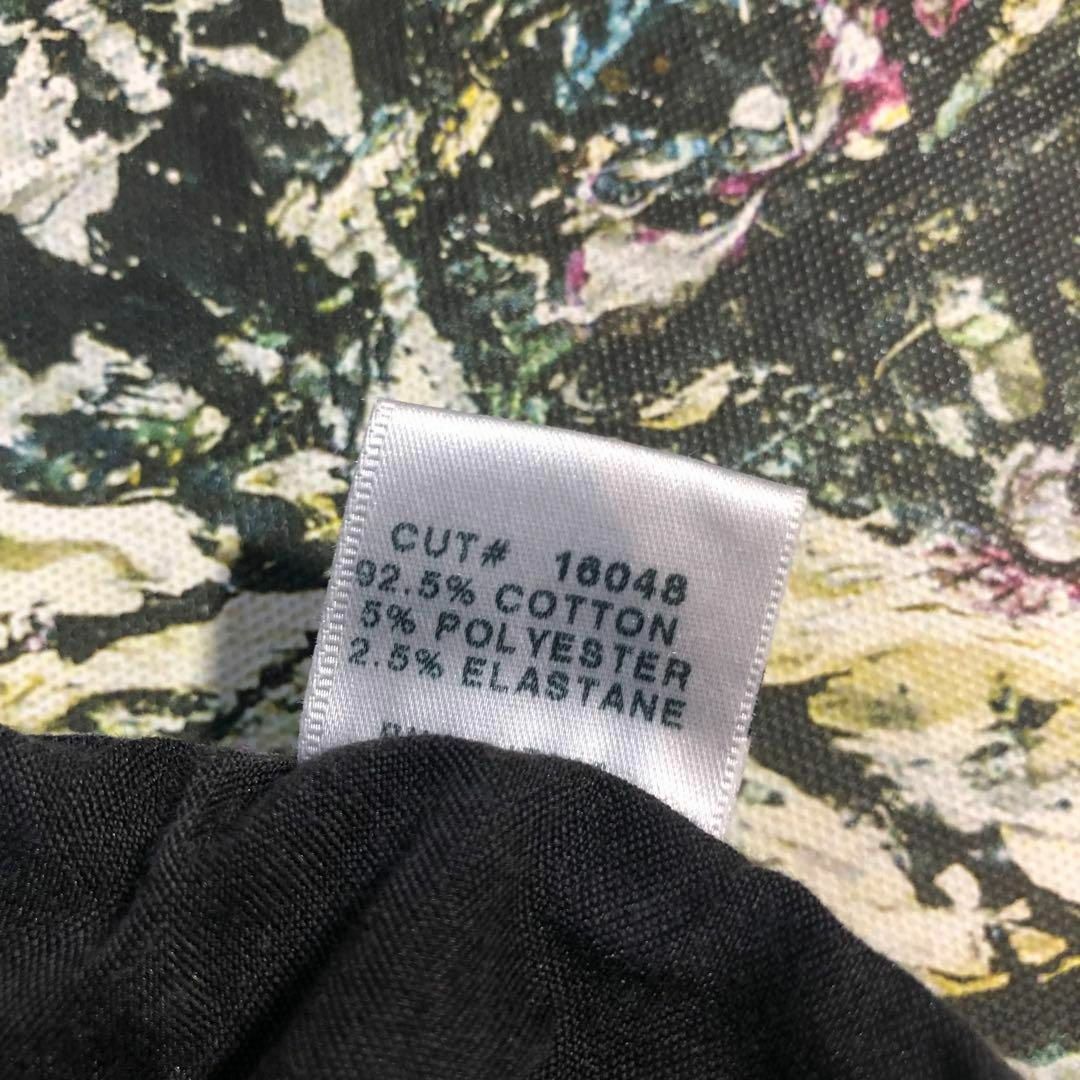 CUT# 16048
92.5% COTTON
5% POLYESTER
2.5% ELASTANE